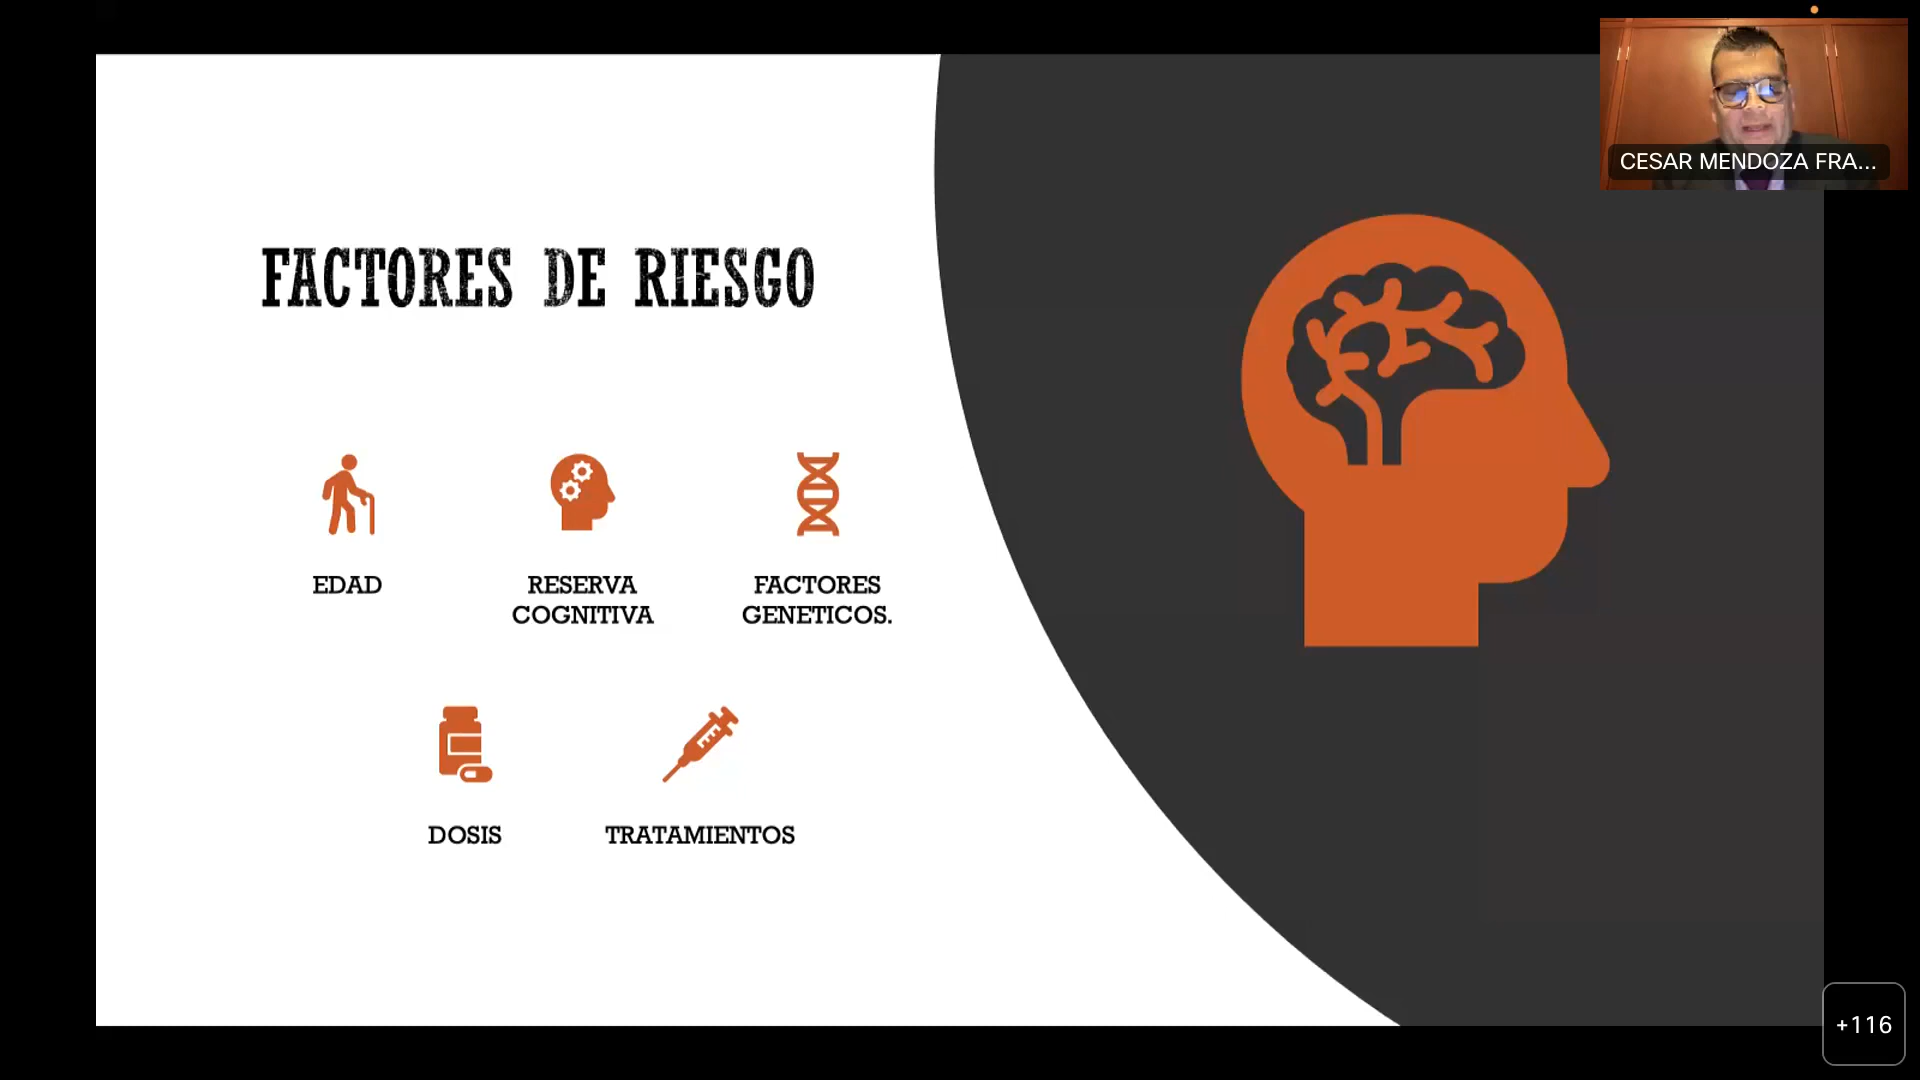 CESAR MENDOZA FRA...
FACTORES DE RIESGO
EDAD
RESERVA
COGNITIVA
FACTORES
GENETICOS.
DOSIS
TRATAMIENTOS
+116